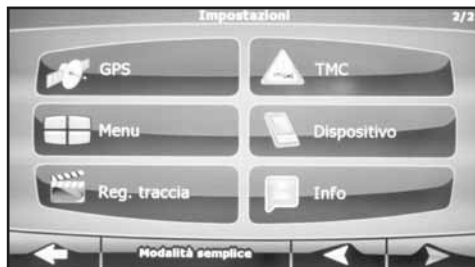 Impostazioni 2/2
GPS TMC
Menu Dispositivo
Reg. traccia Info
Modalità semplice